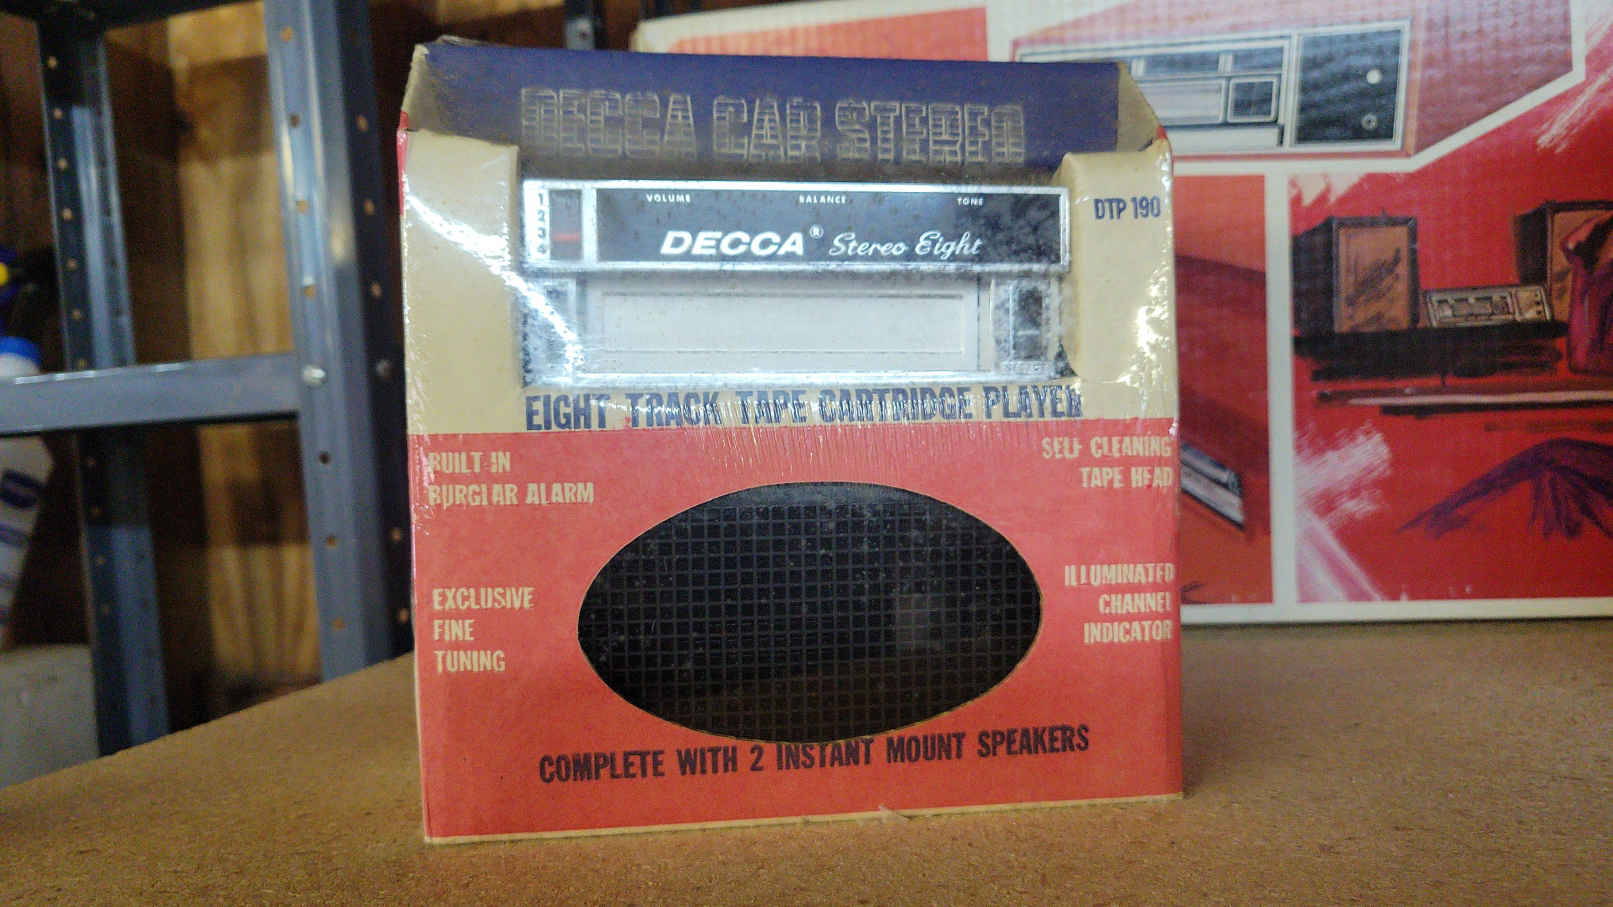 DECCA CAR STEREO
1
2
3
4
VOLUME BALANCE TONE
DECCA® Stereo Eight
DTP 190
EIGHT TRACK TAPE CARTRIDGE PLAYER
BUILT-IN
BURGLAR ALARM
SELF CLEANING
TAPE HEAD
EXCLUSIVE
FINE
TUNING
ILLUMINATED
CHANNEL
INDICATOR
COMPLETE WITH 2 INSTANT MOUNT SPEAKERS